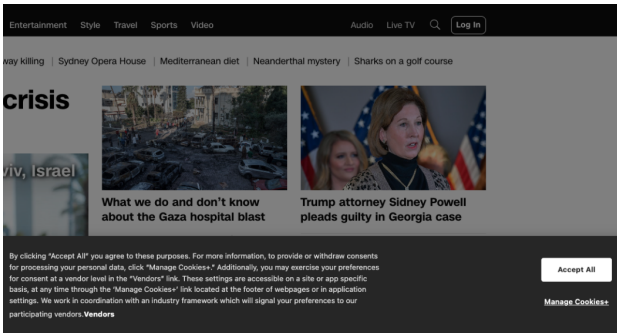 Entertainment Style Travel Sports Video Audio Live TV Log In
way killing | Sydney Opera House | Mediterranean diet | Neanderthal mystery | Sharks on a golf course
crisis
viv, Israel
What we do and don't know
about the Gaza hospital blast
Trump attorney Sidney Powell
pleads guilty in Georgia case
By clicking "Accept All" you agree to these purposes. For more information, to provide or withdraw consents
for processing your personal data, click "Manage Cookies+." Additionally, you may exercise your preferences
for consent at a vendor level in the "Vendors" link. These settings are accessible on a site or app specific
basis, at any time through the 'Manage Cookies+' link located at the footer of webpages or in application
settings. We work in coordination with an industry framework which will signal your preferences to our
participating vendors.Vendors
Accept All
Manage Cookies+